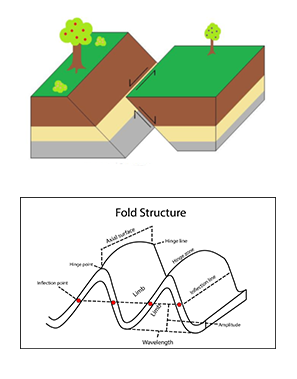 Fold Structure
Axial surface
Hinge line
Hinge point
Hinge zone
Inflection point
Limb
Inflection line
Limb
Amplitude
Wavelength